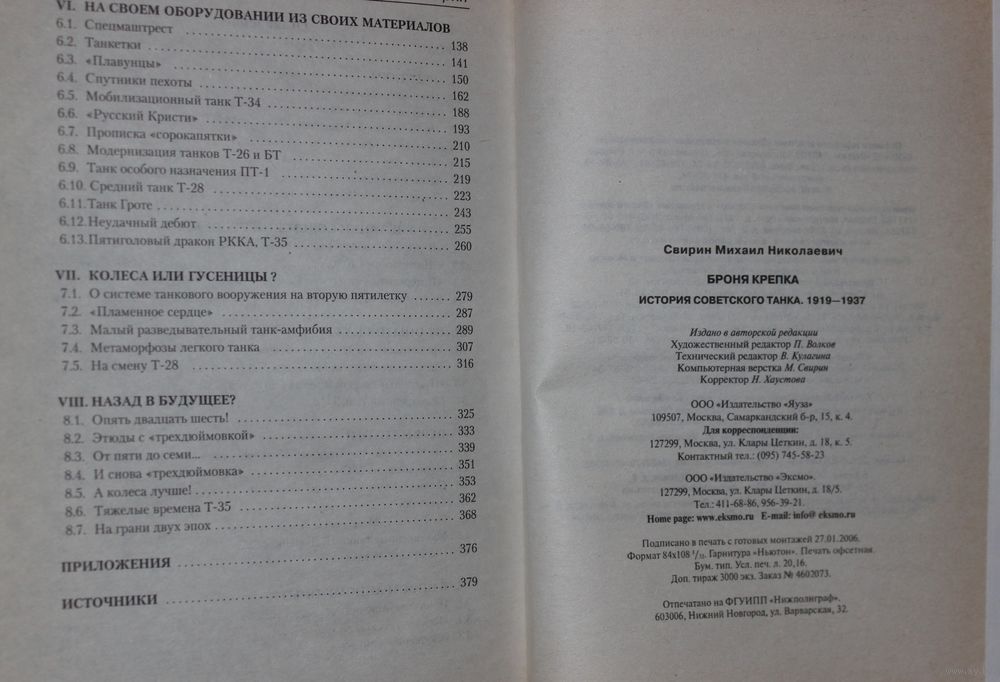 VI. НА СВОЕМ ОБОРУДОВАНИИ ИЗ СВОИХ МАТЕРИАЛОВ
6.1. Спецмаштрест 138
6.2. Танкетки 141
6.3. «Плавунцы» 150
6.4. Спутники пехоты 162
6.5. Мобилизационный танк Т-34 188
6.6. «Русский Кристи» 193
6.7. Прописка «сорокапятки» 210
6.8. Модернизация танков Т-26 и БТ 215
6.9. Танк особого назначения ПТ-1 219
6.10. Средний танк Т-28 223
6.11. Танк Гроте 243
6.12. Неудачный дебют 255
6.13. Пятиголовый дракон РККА, Т-35 260
VII. КОЛЕСА ИЛИ ГУСЕНИЦЫ ?
7.1. О системе танкового вооружения на вторую пятилетку 279
7.2. «Пламенное сердце» 287
7.3. Малый разведывательный танк-амфибия 289
7.4. Метаморфозы легкого танка 307
7.5. На смену Т-28 316
VIII. НАЗАД В БУДУЩЕЕ?
8.1. Опять двадцать шесть! 325
8.2. Этюды с «трехдюймовкой» 333
8.3. От пяти до семи... 339
8.4. И снова «трехдюймовка» 351
8.5. А колеса лучше! 353
8.6. Тяжелые времена Т-35 362
8.7. На грани двух эпох 368
ПРИЛОЖЕНИЯ 376
ИСТОЧНИКИ 379
Свирин Михаил Николаевич
БРОНЯ КРЕПКА
ИСТОРИЯ СОВЕТСКОГО ТАНКА. 1919—1937
Издано в авторской редакции
Художественный редактор П. Волков
Технический редактор В. Кулагина
Компьютерная верстка М. Свирин
Корректор Н. Хаустова
ООО «Издательство «Яуза»
109507, Москва, Самаркандский б-р, 15, к. 4.
Для корреспонденции:
127299, Москва, ул. Клары Цеткин, д. 18, к. 5.
Контактный тел.: (095) 745-58-23
ООО «Издательство «Эксмо».
127299, Москва, ул. Клары Цеткин, д. 18/5.
Тел.: 411-68-86, 956-39-21.
Home page: www.eksmo.ru E-mail: info@ eksmo.ru
Подписано в печать с готовых монтажей 27.01.2006.
Формат 84x108 1/32. Гарнитура «Ньютон». Печать офсетная.
Бум. тип. Усл. печ. л. 20,16.
Доп. тираж 3000 экз. Заказ № 4602073.
Отпечатано на ФГУИПП «Нижполиграф».
603006, Нижний Новгород, ул. Варварская, 32.